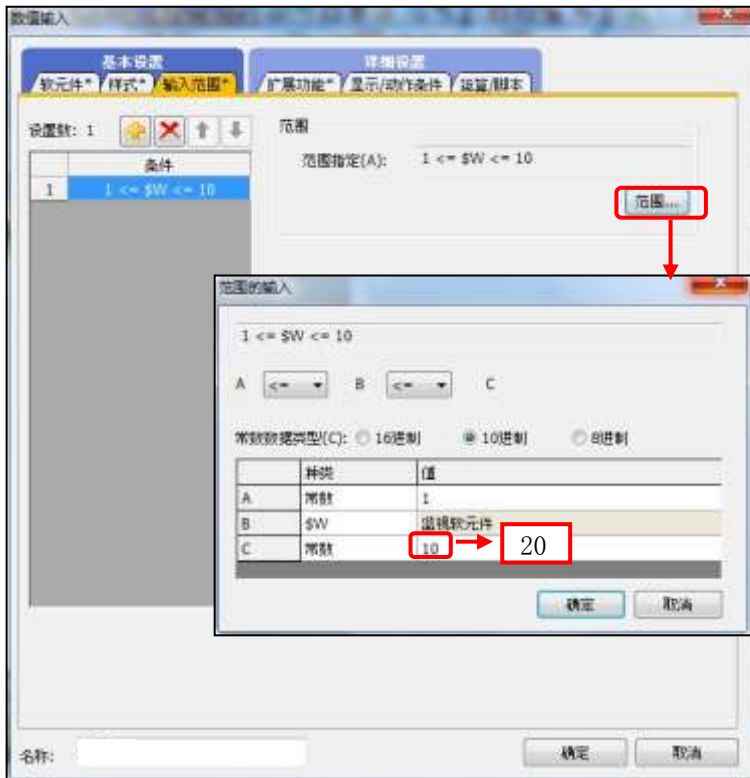 数值输入
基本设置
详细设置
软元件*
样式*
输入范围*
扩展功能*
显示/动作条件
运算/脚本
设置数: 1
范围
条件
范围指定(A): 1 <= $W <= 10
1 1 <= $W <= 10
范围...
范围的输入
1 <= $W <= 10
A <= B <= C
常数数据类型(C): 16进制 10进制 8进制
种类 值
A 常数 1
B $W 监视软元件
C 常数 10 20
确定 取消
名称: 确定 取消